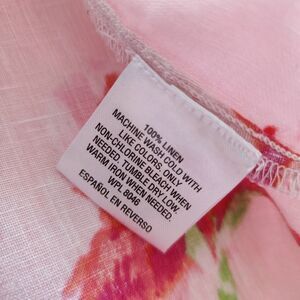 100% LINEN
MACHINE WASH COLD WITH
LIKE COLORS. ONLY
NON-CHLORINE BLEACH WHEN
NEEDED. TUMBLE DRY LOW.
WARM IRON WHEN NEEDED.
WPL 8046
ESPAÑOL EN REVERSO